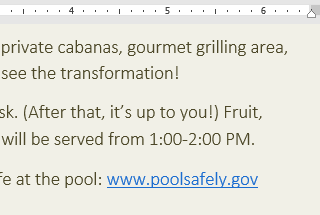 4 5 6
private cabanas, gourmet grilling area,
see the transformation!
sk. (After that, it’s up to you!) Fruit,
will be served from 1:00-2:00 PM.
fe at the pool: www.poolsafely.gov